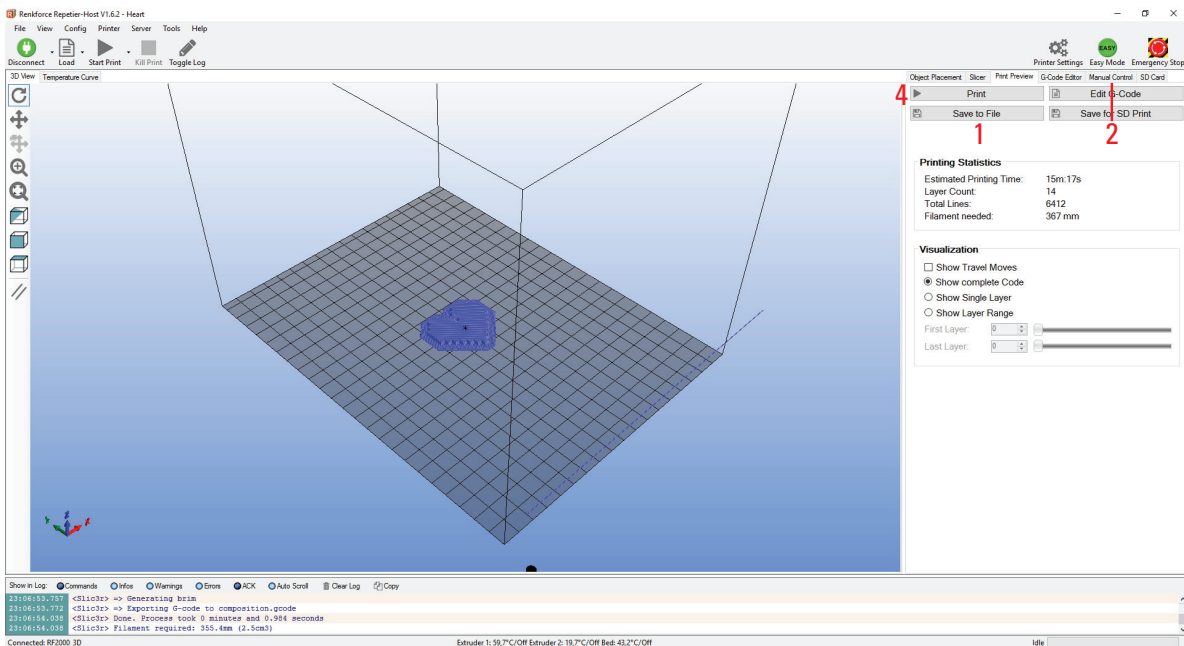 Renkforce Repetier-Host V1.6.2 - Heart
File View Config Printer Server Tools Help
Disconnect Load Start Print Kill Print Toggle Log
Printer Settings Easy Mode Emergency Stop
EASY
3D View Temperature Curve
Object Placement Slicer Print Preview G-Code Editor Manual Control SD Card
4 Print Edit G-Code
Save to File Save for SD Print
1 2
Printing Statistics
Estimated Printing Time: 15m:17s
Layer Count: 14
Total Lines: 6412
Filament needed: 367 mm
Visualization
Show Travel Moves
Show complete Code
Show Single Layer
Show Layer Range
First Layer: 0
Last Layer: 0
Y Z X
Show in Log: Commands Infos Warnings Errors ACK Auto Scroll Clear Log Copy
23:06:53.757 <Slic3r> => Generating brim
23:06:53.772 <Slic3r> => Exporting G-code to composition.gcode
23:06:54.038 <Slic3r> Done. Process took 0 minutes and 0.984 seconds
23:06:54.038 <Slic3r> Filament required: 355.4mm (2.5cm3)
Connected: RF2000_3D Extruder 1: 59,7°C/Off Extruder 2: 19,7°C/Off Bed: 43,2°C/Off Idle